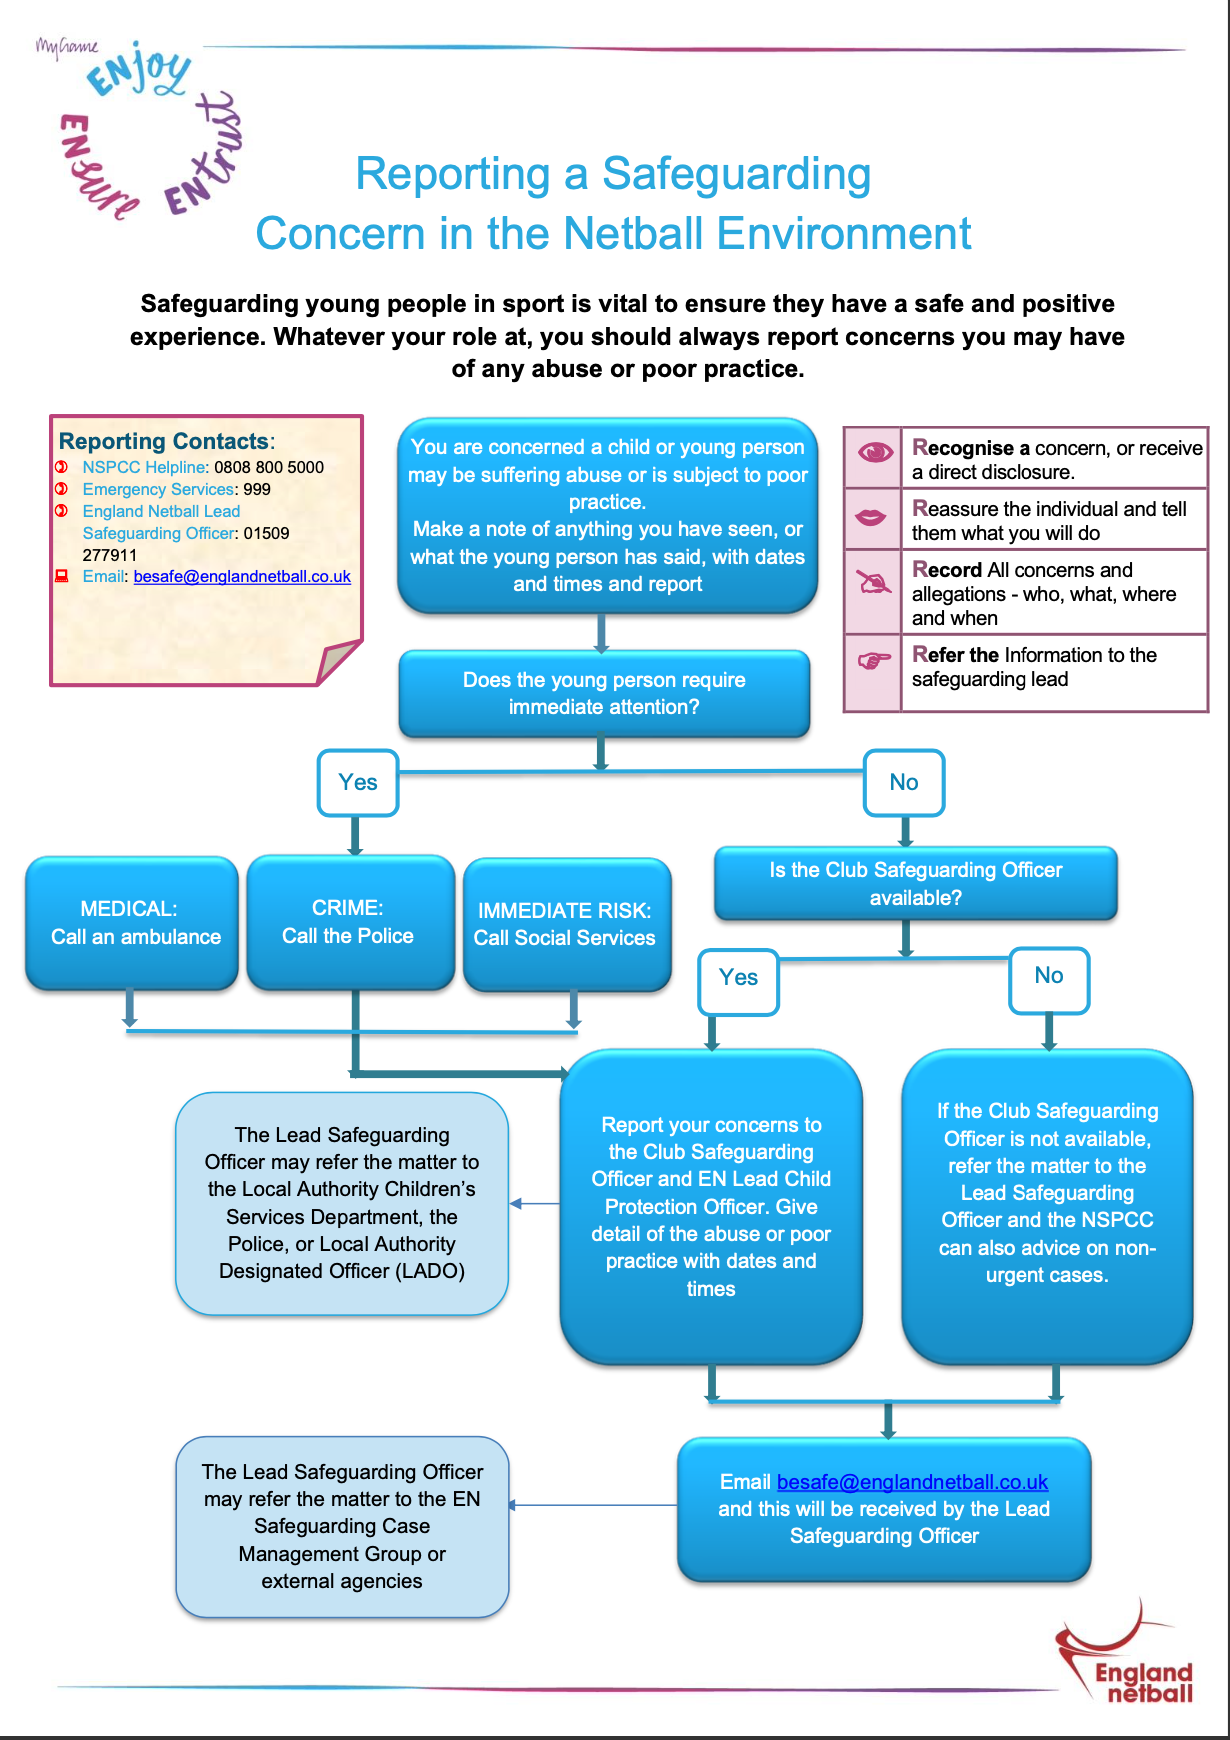 MyGame
ENjoy
ENsure
ENtrust
Reporting a Safeguarding
Concern in the Netball Environment
Safeguarding young people in sport is vital to ensure they have a safe and positive
experience. Whatever your role at, you should always report concerns you may have
of any abuse or poor practice.
Reporting Contacts:
NSPCC Helpline: 0808 800 5000
Emergency Services: 999
England Netball Lead
Safeguarding Officer: 01509
277911
Email: besafe@englandnetball.co.uk
You are concerned a child or young person
may be suffering abuse or is subject to poor
practice.
Make a note of anything you have seen, or
what the young person has said, with dates
and times and report
Recognise a concern, or receive
a direct disclosure.
Reassure the individual and tell
them what you will do
Record All concerns and
allegations - who, what, where
and when
Refer the Information to the
safeguarding lead
Does the young person require
immediate attention?
Yes
No
MEDICAL:
Call an ambulance
CRIME:
Call the Police
IMMEDIATE RISK:
Call Social Services
Is the Club Safeguarding Officer
available?
Yes
No
The Lead Safeguarding
Officer may refer the matter to
the Local Authority Children's
Services Department, the
Police, or Local Authority
Designated Officer (LADO)
Report your concerns to
the Club Safeguarding
Officer and EN Lead Child
Protection Officer. Give
detail of the abuse or poor
practice with dates and
times
If the Club Safeguarding
Officer is not available,
refer the matter to the
Lead Safeguarding
Officer and the NSPCC
can also advice on non-
urgent cases.
The Lead Safeguarding Officer
may refer the matter to the EN
Safeguarding Case
Management Group or
external agencies
Email besafe@englandnetball.co.uk
and this will be received by the Lead
Safeguarding Officer
England
netball